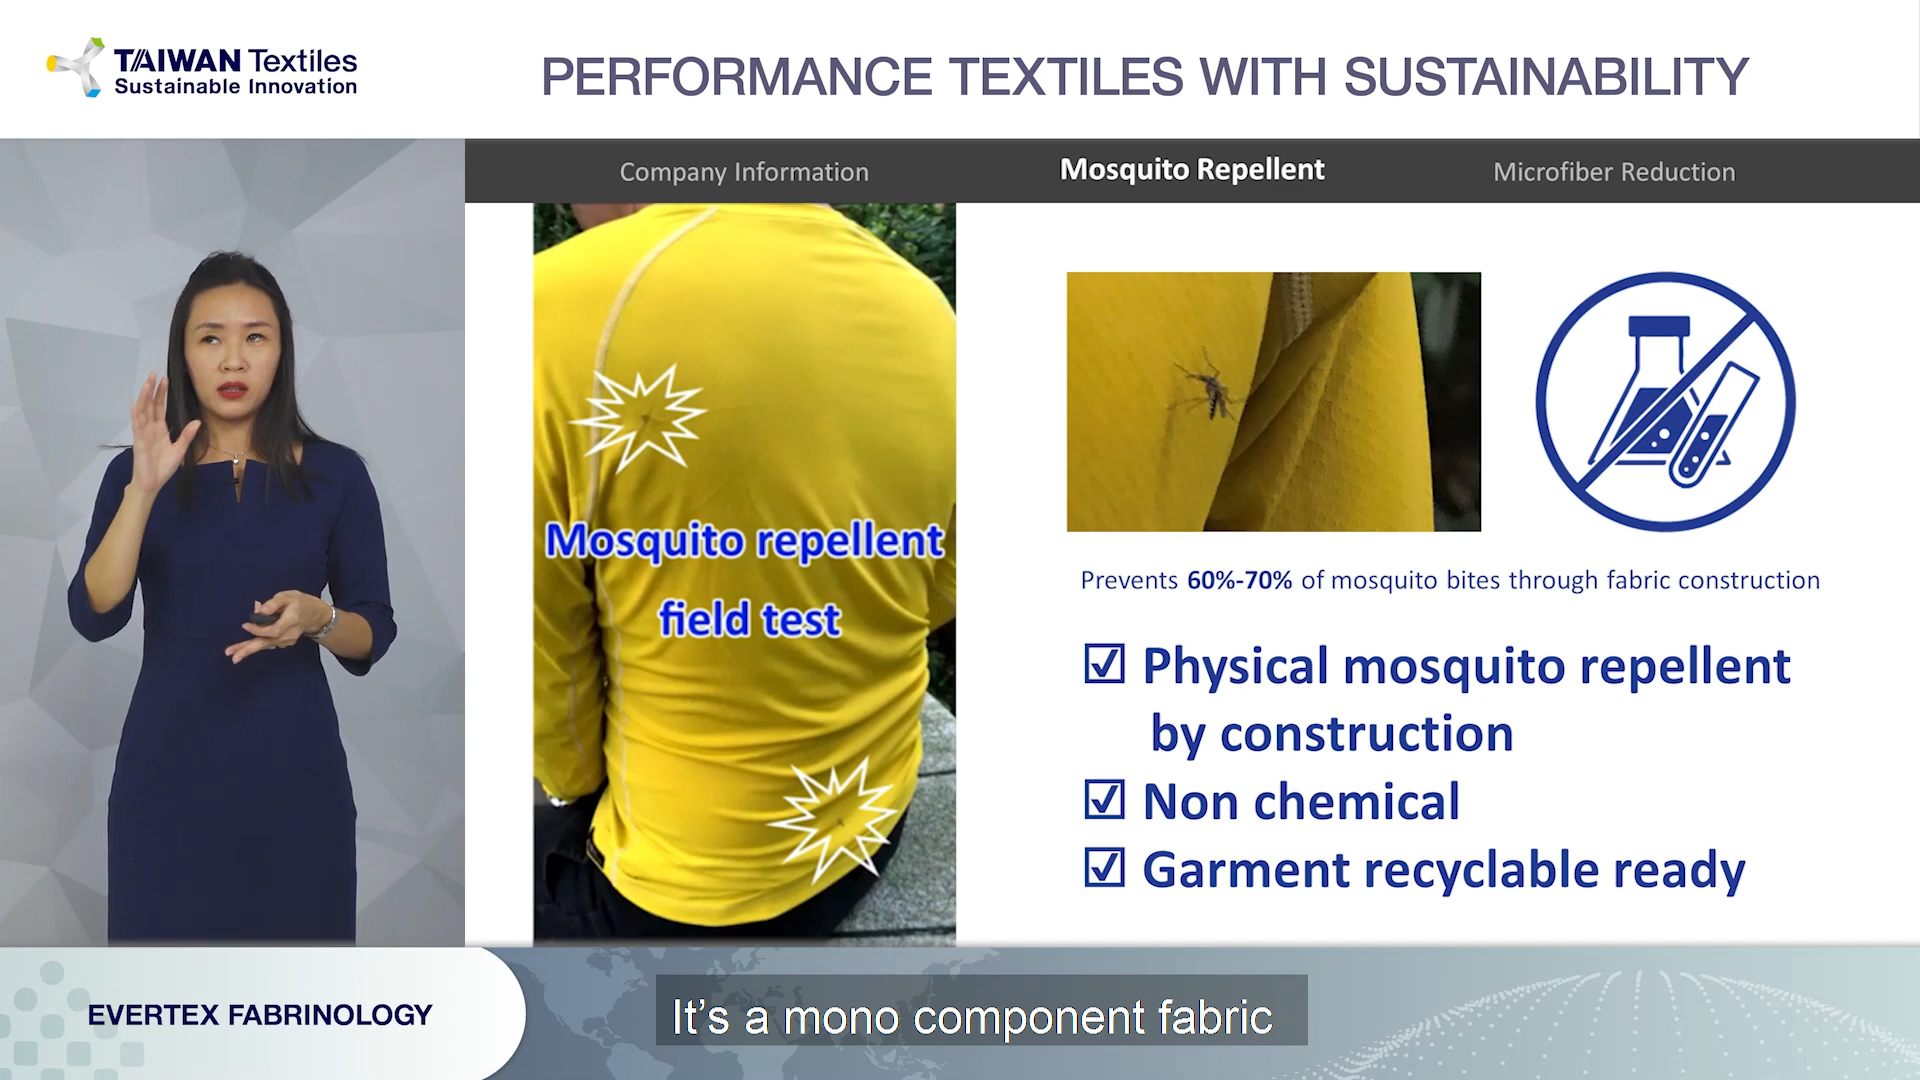 TAIWAN Textiles
Sustainable Innovation
PERFORMANCE TEXTILES WITH SUSTAINABILITY
Company Information
Mosquito Repellent
Microfiber Reduction
Mosquito repellent
field test
Prevents 60%-70% of mosquito bites through fabric construction
☑ Physical mosquito repellent
by construction
☑ Non chemical
☑ Garment recyclable ready
EVERTEX FABRINOLOGY
It's a mono component fabric